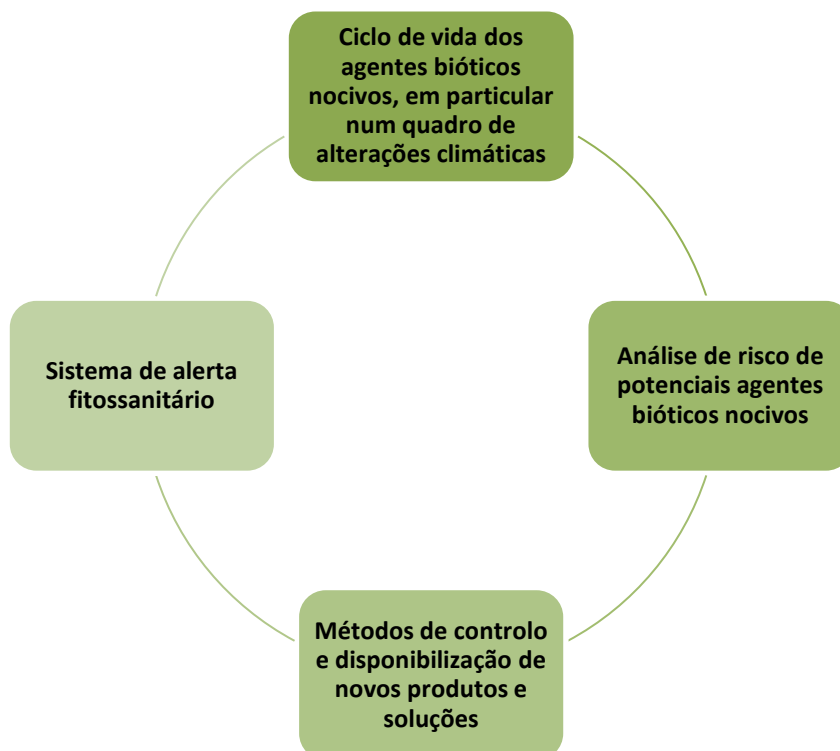 Ciclo de vida dos
agentes bióticos
nocivos, em particular
num quadro de
alterações climáticas
Análise de risco de
potenciais agentes
bióticos nocivos
Métodos de controlo
e disponibilização de
novos produtos e
soluções
Sistema de alerta
fitossanitário